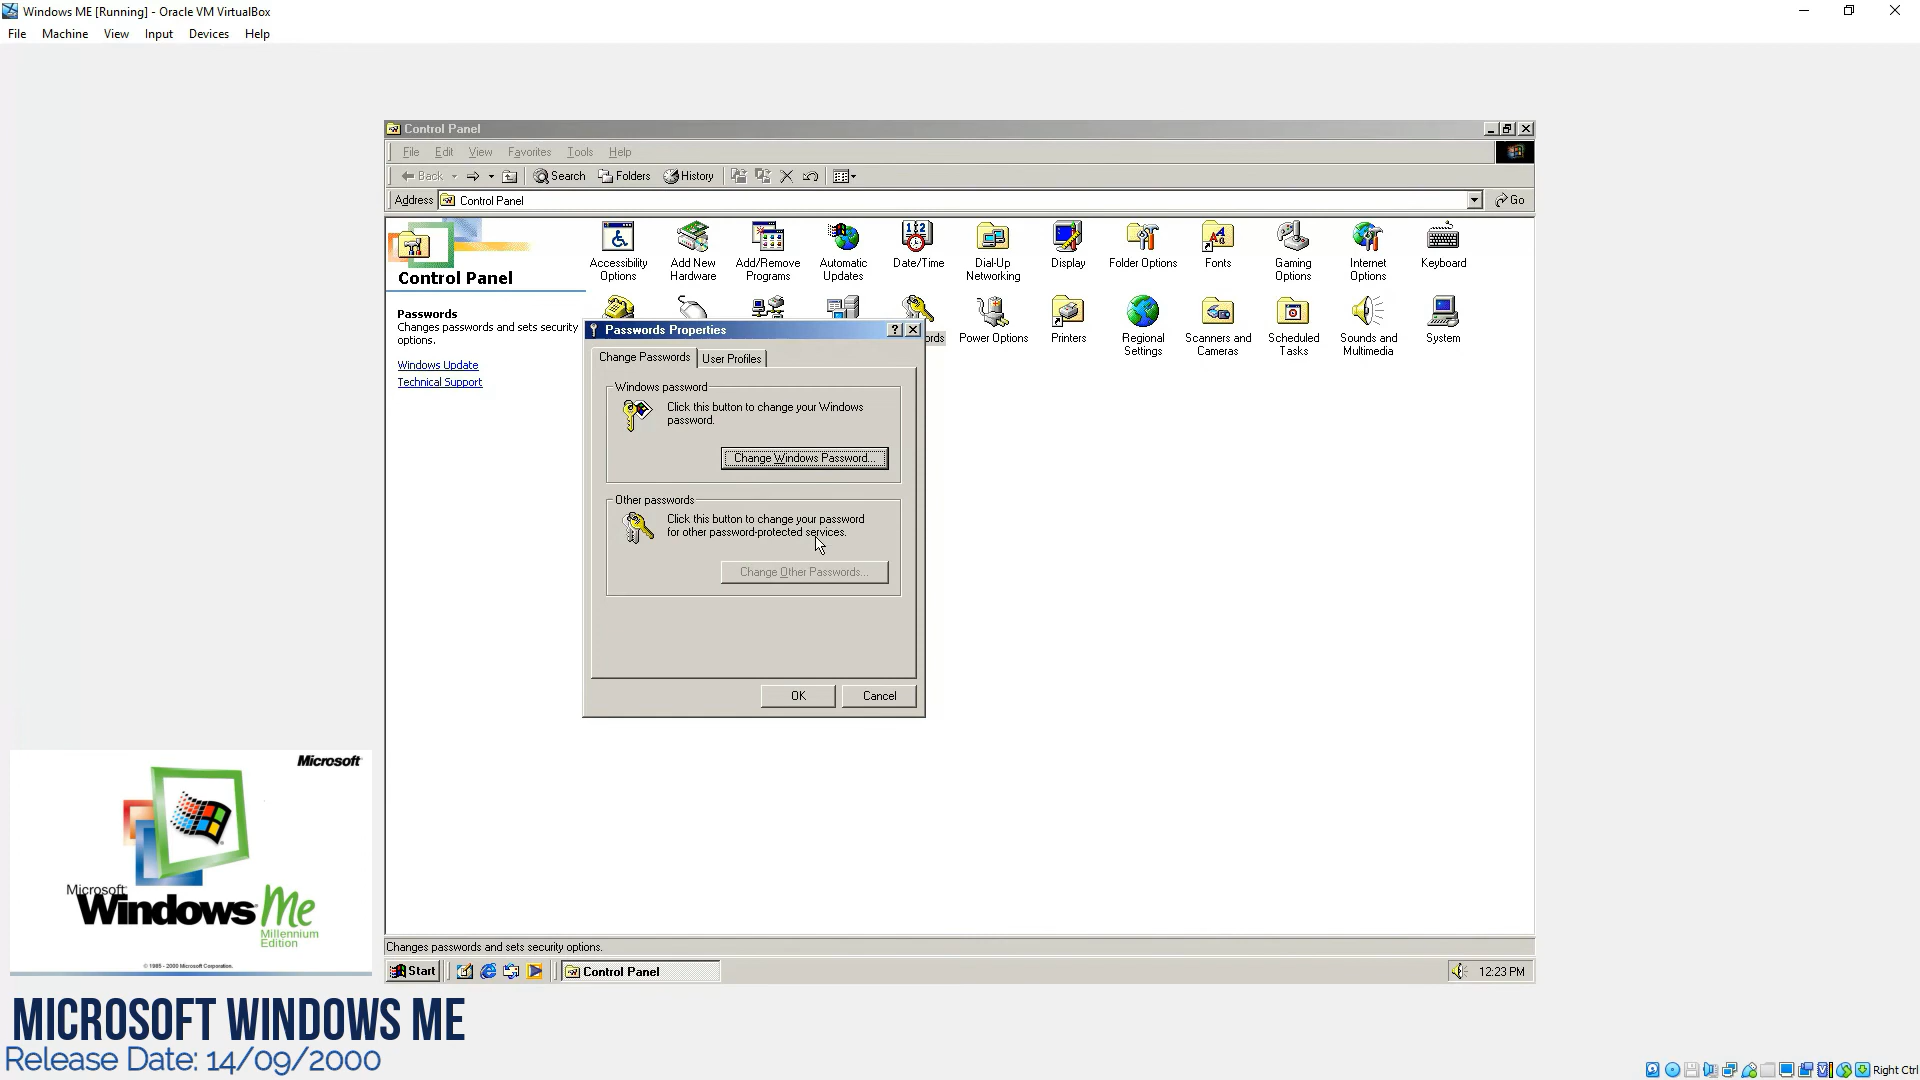 Windows ME [Running] - Oracle VM VirtualBox
File Machine View Input Devices Help
Control Panel
File Edit View Favorites Tools Help
Back Search Folders History
Address Control Panel Go
Control Panel
Passwords
Changes passwords and sets security
options.
Windows Update
Technical Support
Accessibility
Options
Add New
Hardware
Add/Remove
Programs
Automatic
Updates
Date/Time
Dial-Up
Networking
Display
Folder Options
Fonts
Gaming
Options
Internet
Options
Keyboard
ords
Power Options
Printers
Regional
Settings
Scanners and
Cameras
Scheduled
Tasks
Sounds and
Multimedia
System
Passwords Properties
Change Passwords User Profiles
Windows password
Click this button to change your Windows
password.
Change Windows Password...
Other passwords
Click this button to change your password
for other password-protected services.
Change Other Passwords...
OK Cancel
Microsoft
Microsoft
Windows Me
Millennium
Edition
© 1985 - 2000 Microsoft Corporation.
Changes passwords and sets security options.
Start Control Panel 12:23 PM
MICROSOFT WINDOWS ME
Release Date: 14/09/2000
Right Ctrl